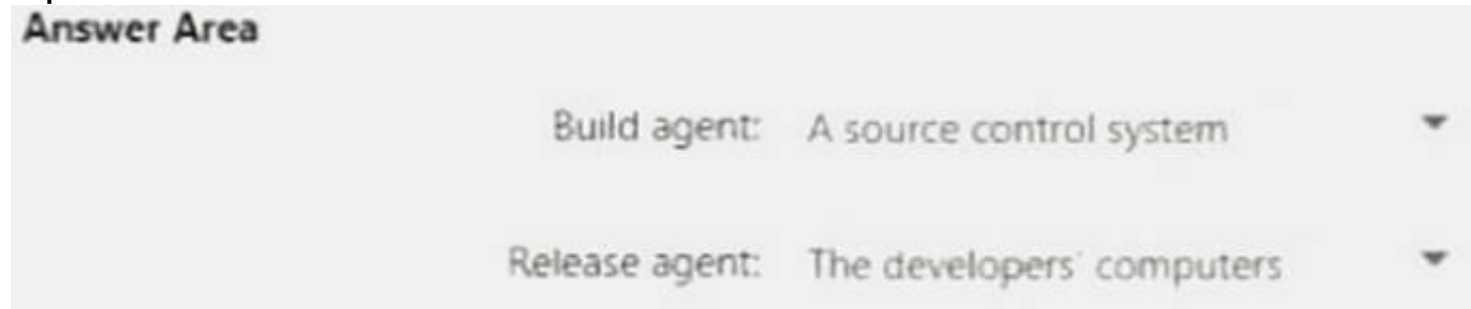 Answer Area
Build agent: A source control system
Release agent: The developers' computers